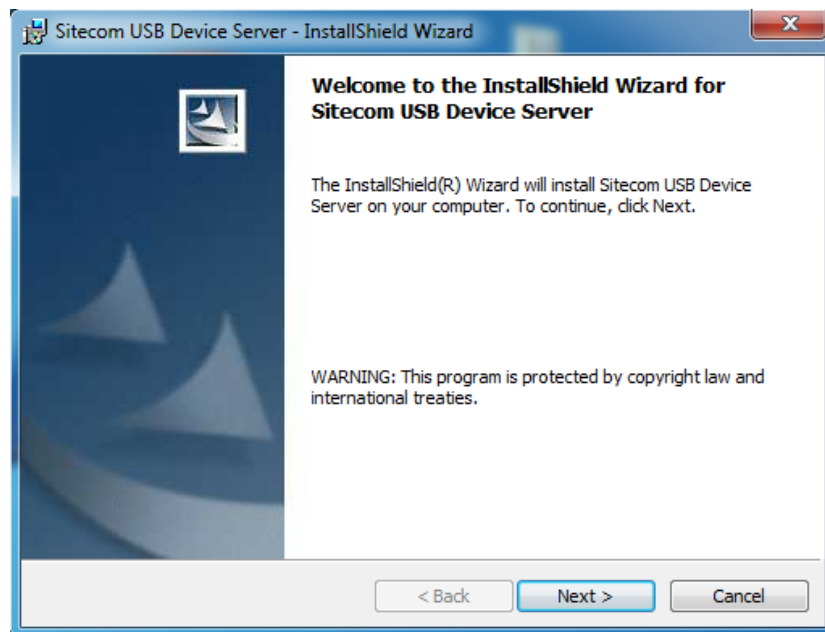 Sitecom USB Device Server - InstallShield Wizard
Welcome to the InstallShield Wizard for
Sitecom USB Device Server
The InstallShield(R) Wizard will install Sitecom USB Device
Server on your computer. To continue, click Next.
WARNING: This program is protected by copyright law and
international treaties.
< Back
Next >
Cancel